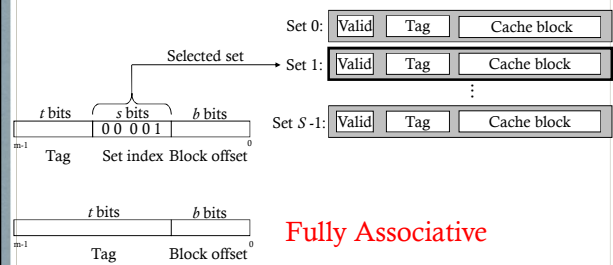 Set 0: Valid Tag Cache block
Selected set
Set 1: Valid Tag Cache block
⋮
t bits s bits b bits
Set S -1: Valid Tag Cache block
0 0 0 0 1
m-1 0
Tag Set index Block offset
t bits b bits
Fully Associative
m-1 0
Tag Block offset